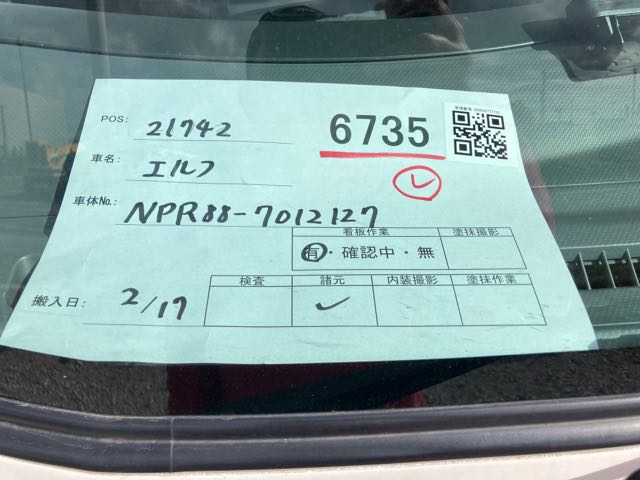 POS: 21742
6735
車名: エルフ
車体No.: NPR88-7012127
看板作業 塗抹撮影
有・確認中・無
検査 諸元 内装撮影 塗抹作業
搬入日: 2/17